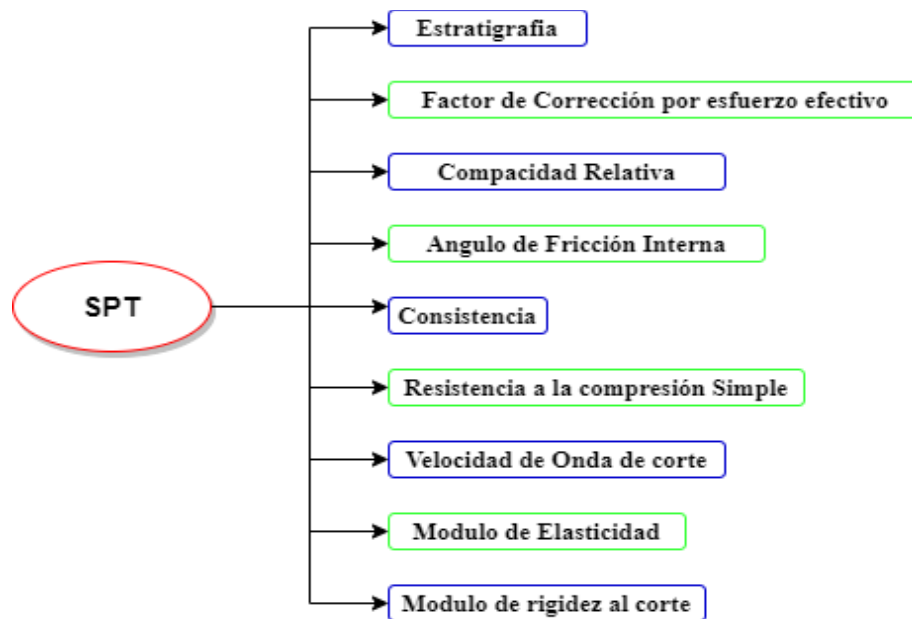 Estratigrafia
Factor de Corrección por esfuerzo efectivo
Compacidad Relativa
Angulo de Fricción Interna
SPT
Consistencia
Resistencia a la compresión Simple
Velocidad de Onda de corte
Modulo de Elasticidad
Modulo de rigidez al corte